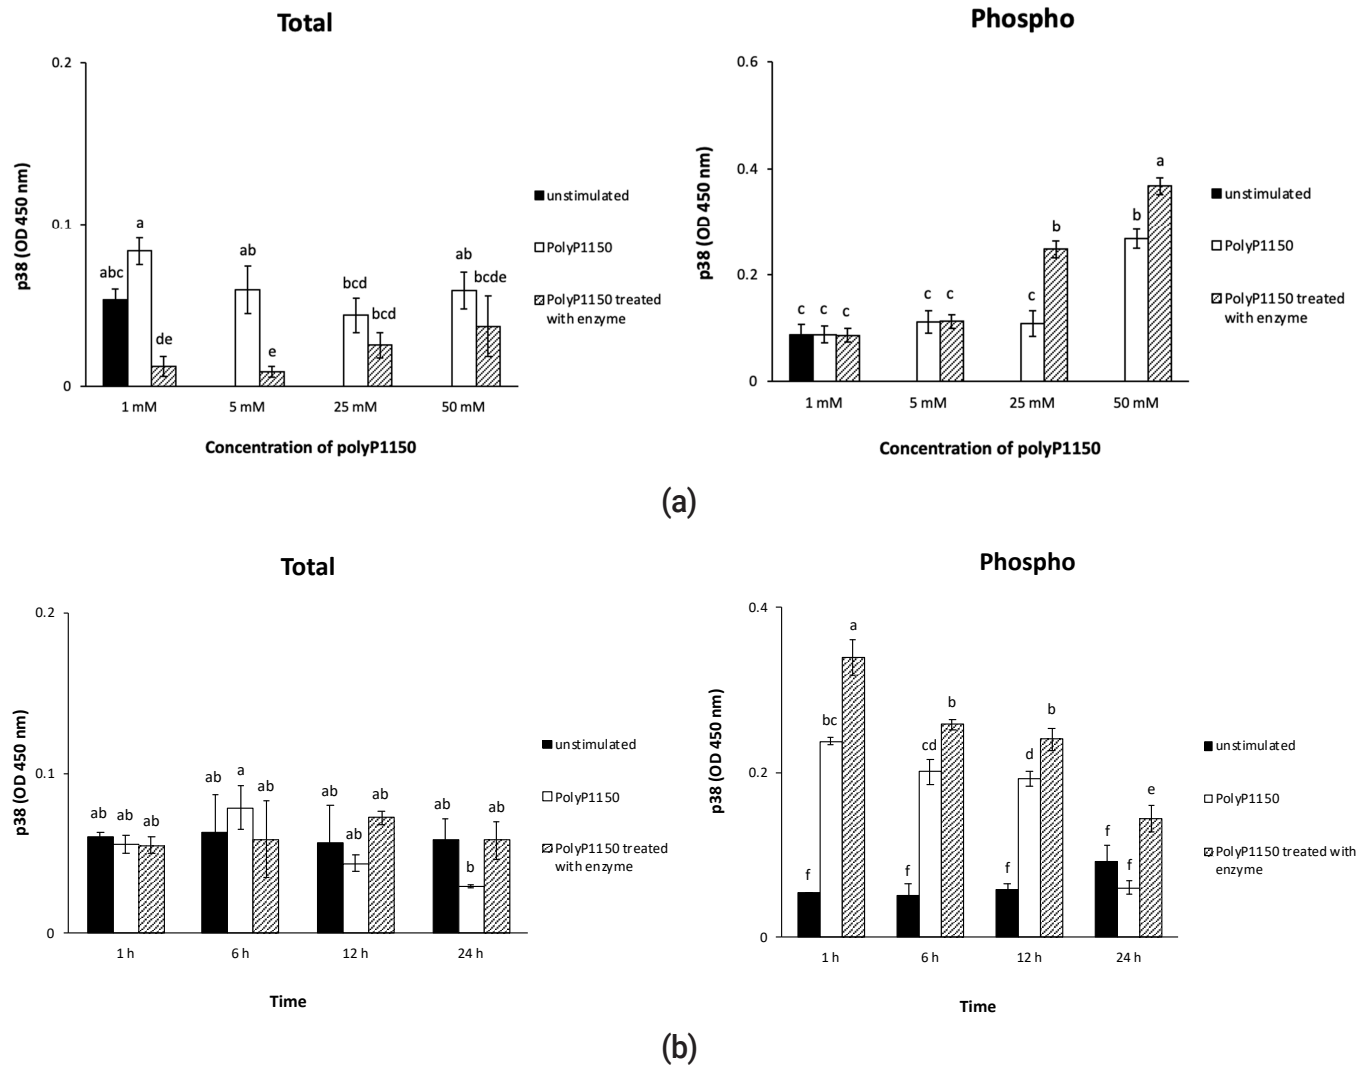 Total
0.2
0.1
0
p38 (OD 450 nm)
abc
a
de
ab
e
bcd
bcd
ab
bcde
1 mM
5 mM
25 mM
50 mM
Concentration of polyP1150
unstimulated
PolyP1150
PolyP1150 treated
with enzyme
Phospho
0.6
0.4
0.2
0
p38 (OD 450 nm)
c
c
c
c
c
c
b
b
a
1 mM
5 mM
25 mM
50 mM
Concentration of polyP1150
unstimulated
PolyP1150
PolyP1150 treated
with enzyme
(a)
Total
0.2
0.1
0
p38 (OD 450 nm)
ab
ab
ab
ab
a
ab
ab
ab
ab
ab
b
ab
1 h
6 h
12 h
24 h
Time
unstimulated
PolyP1150
PolyP1150 treated
with enzyme
Phospho
0.4
0.2
0
p38 (OD 450 nm)
f
bc
a
f
cd
b
f
d
b
f
f
e
1 h
6 h
12 h
24 h
Time
unstimulated
PolyP1150
PolyP1150 treated with
enzyme
(b)